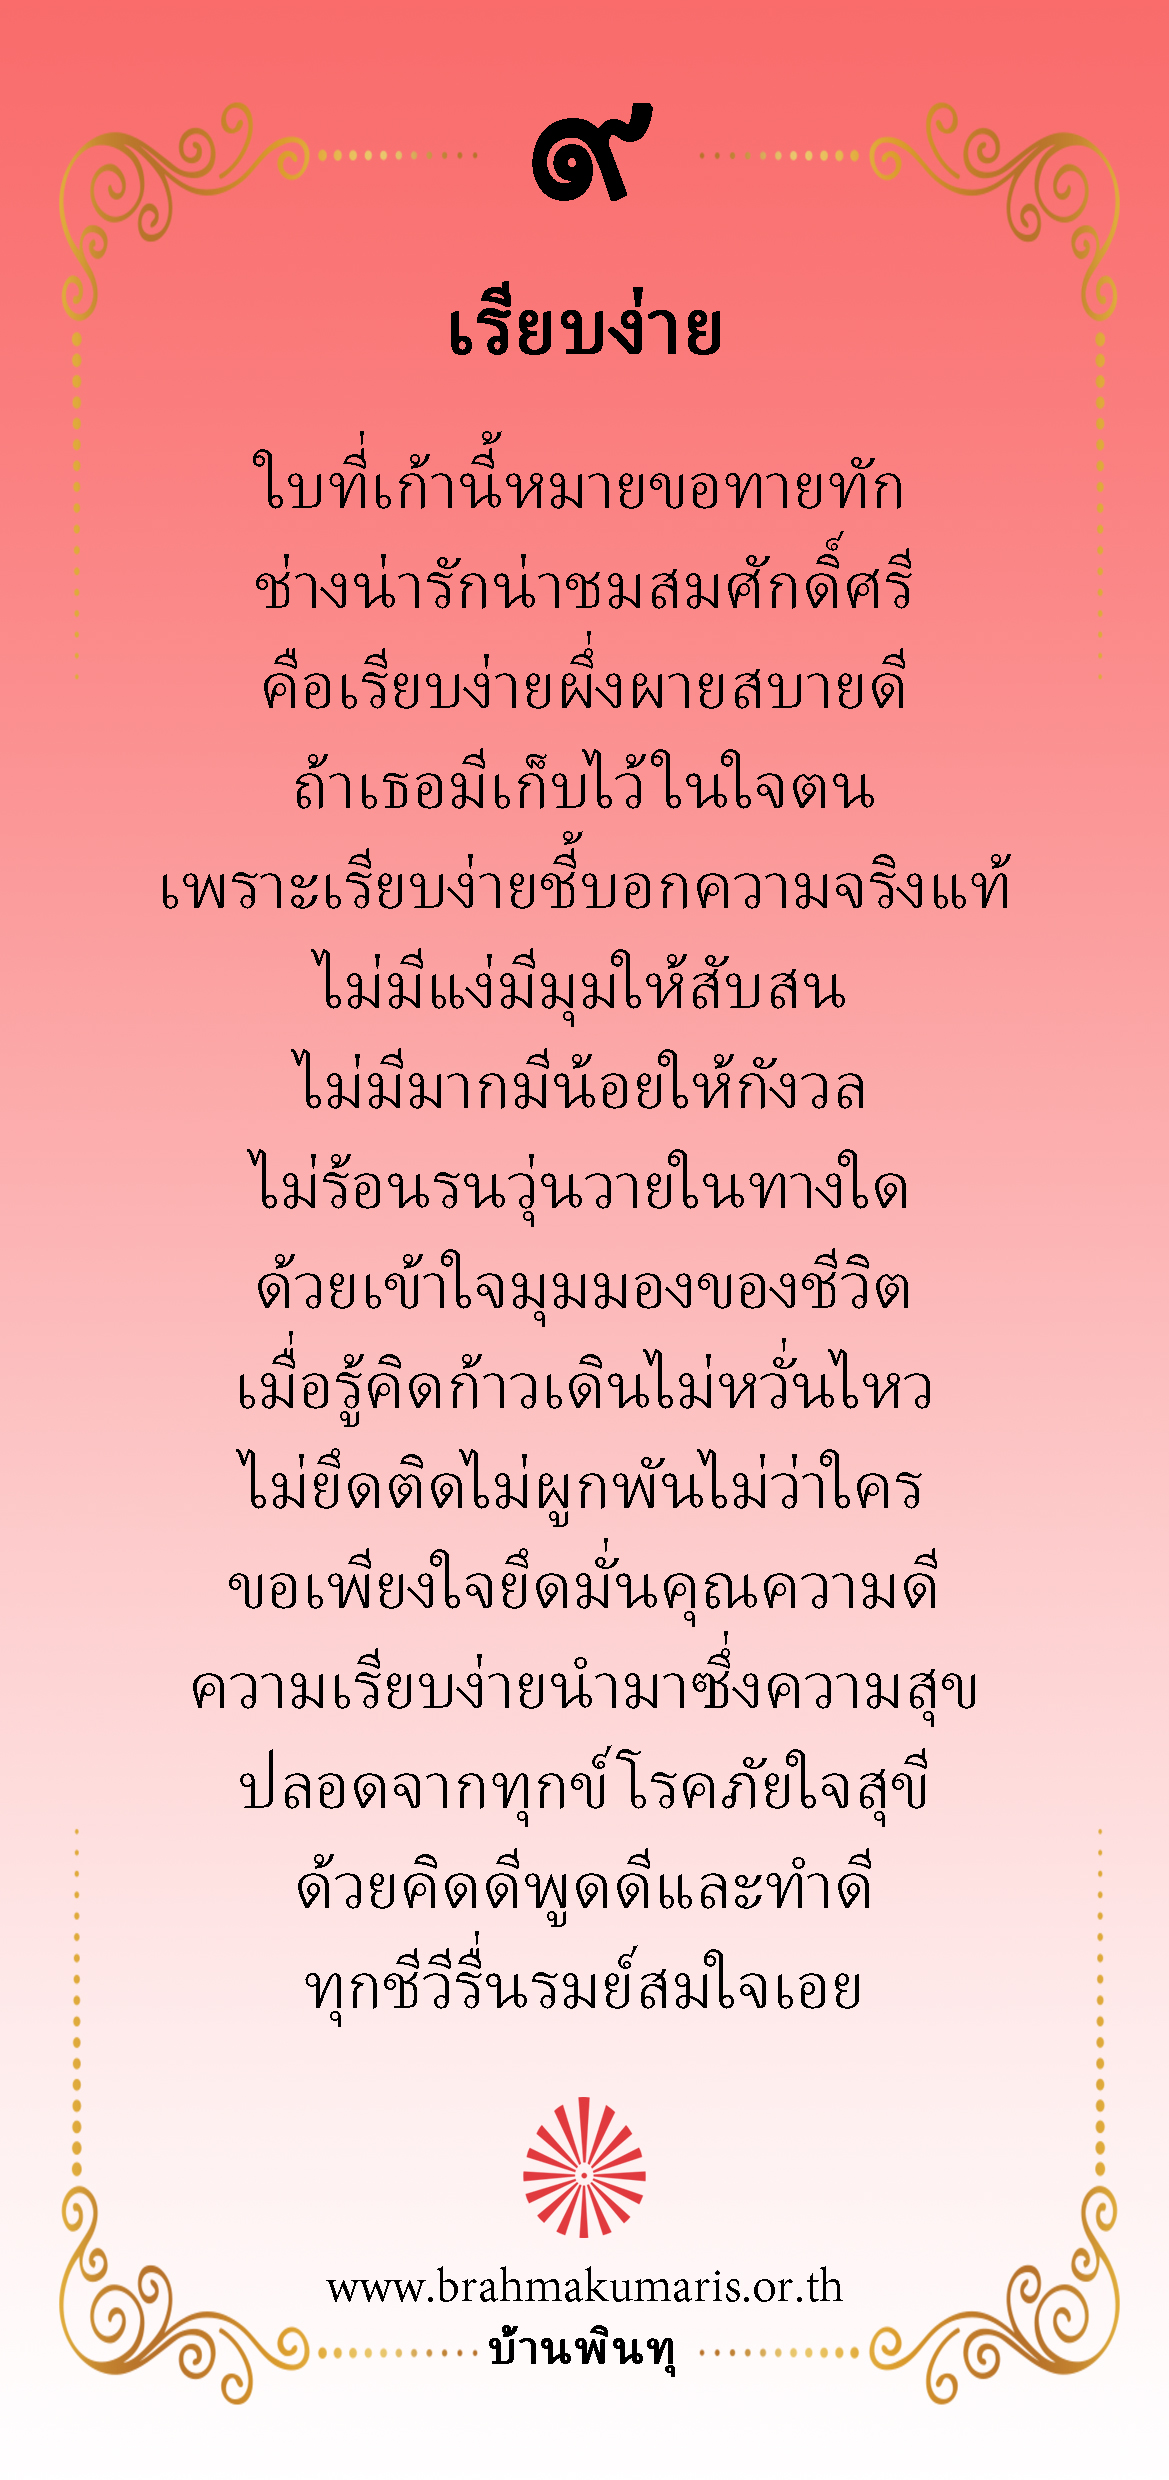 ๙
เรียบง่าย
ใบที่เก้านี้หมายขอทายทัก
ช่างน่ารักน่าชมสมศักดิ์ศรี
คือเรียบง่ายผึ่งผายสบายดี
ถ้าเธอมีเก็บไว้ในใจตน
เพราะเรียบง่ายชี้บอกความจริงแท้
ไม่มีแง่มีมุมให้สับสน
ไม่มีมากมีน้อยให้กังวล
ไม่ร้อนรนวุ่นวายในทางใด
ด้วยเข้าใจมุมมองของชีวิต
เมื่อรู้คิดก้าวเดินไม่หวั่นไหว
ไม่ยึดติดไม่ผูกพันไม่ว่าใคร
ขอเพียงใจยึดมั่นคุณความดี
ความเรียบง่ายนำมาซึ่งความสุข
ปลอดจากทุกข์โรคภัยใจสุขี
ด้วยคิดดีพูดดีและทำดี
ทุกชีวีรื่นรมย์สมใจเอย
www.brahmakumaris.or.th
บ้านพินทุ